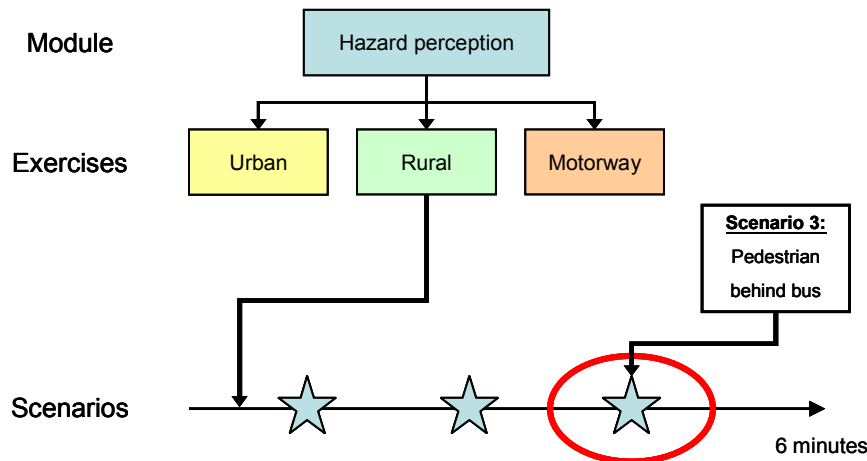 Module
Hazard perception
Exercises
Urban
Rural
Motorway
Scenario 3:
Pedestrian
behind bus
Scenarios
6 minutes